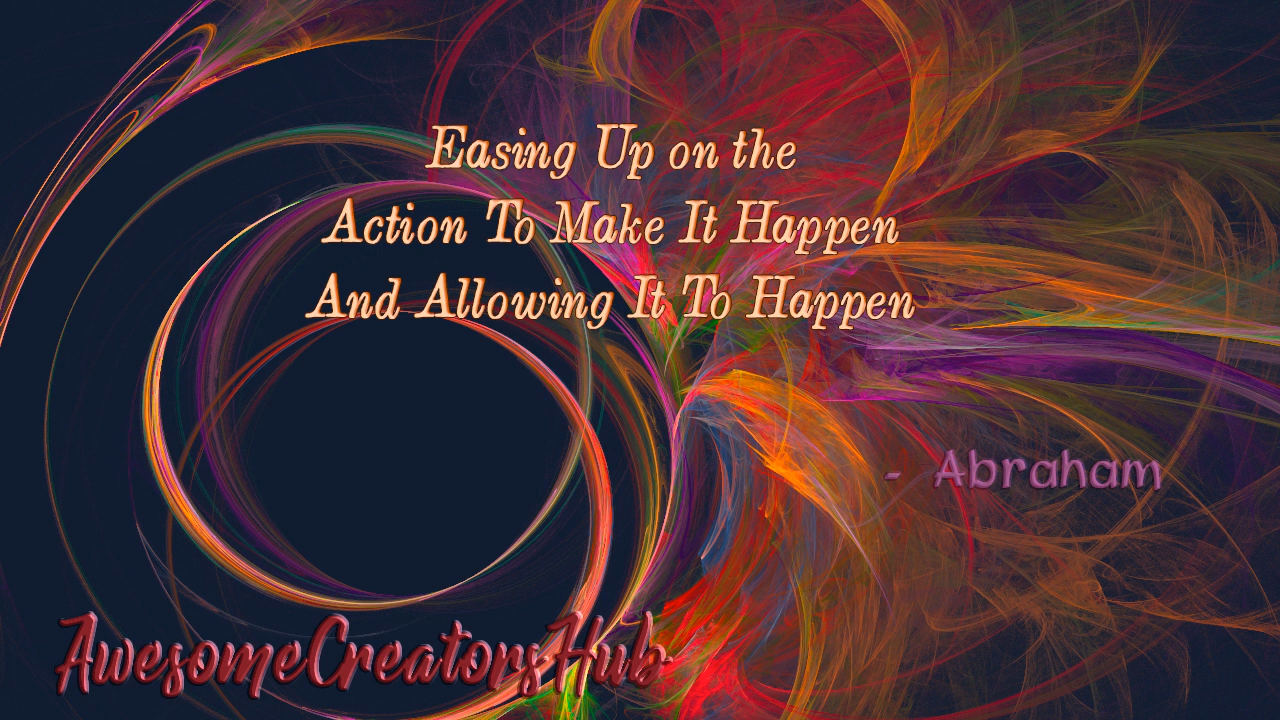 Easing Up on the
Action To Make It Happen
And Allowing It To Happen
- Abraham
AwesomeCreatorsHub